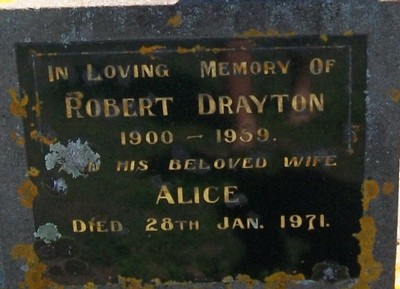 IN LOVING MEMORY OF
ROBERT DRAYTON
1900 – 1959.
HIS BELOVED WIFE
ALICE
DIED 28TH JAN. 1971.